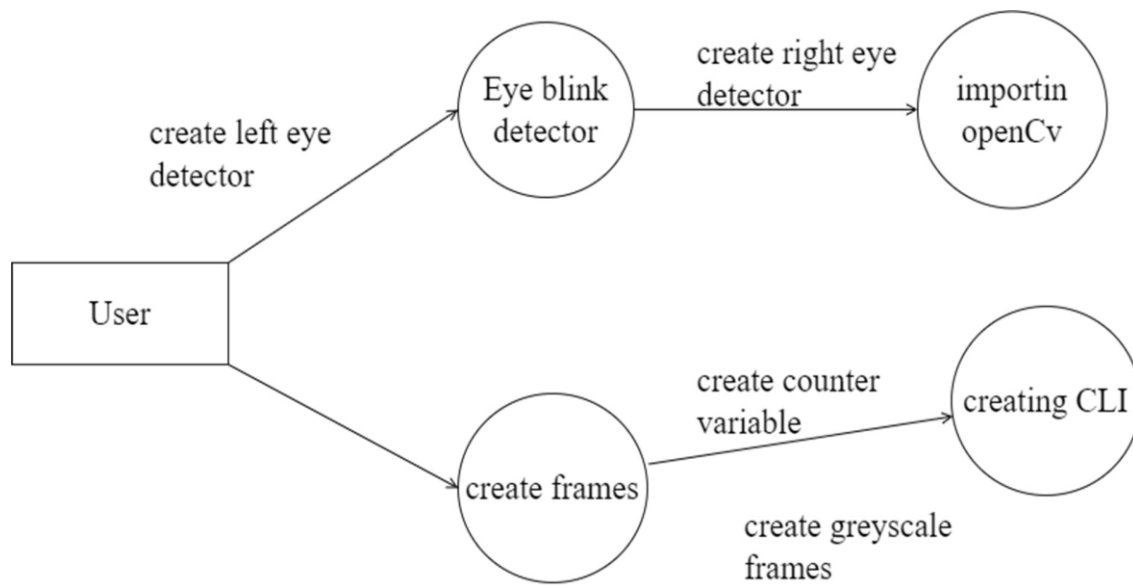 create left eye
detector
Eye blink
detector
create right eye
detector
importin
openCv
User
create frames
create counter
variable
creating CLI
create greyscale
frames